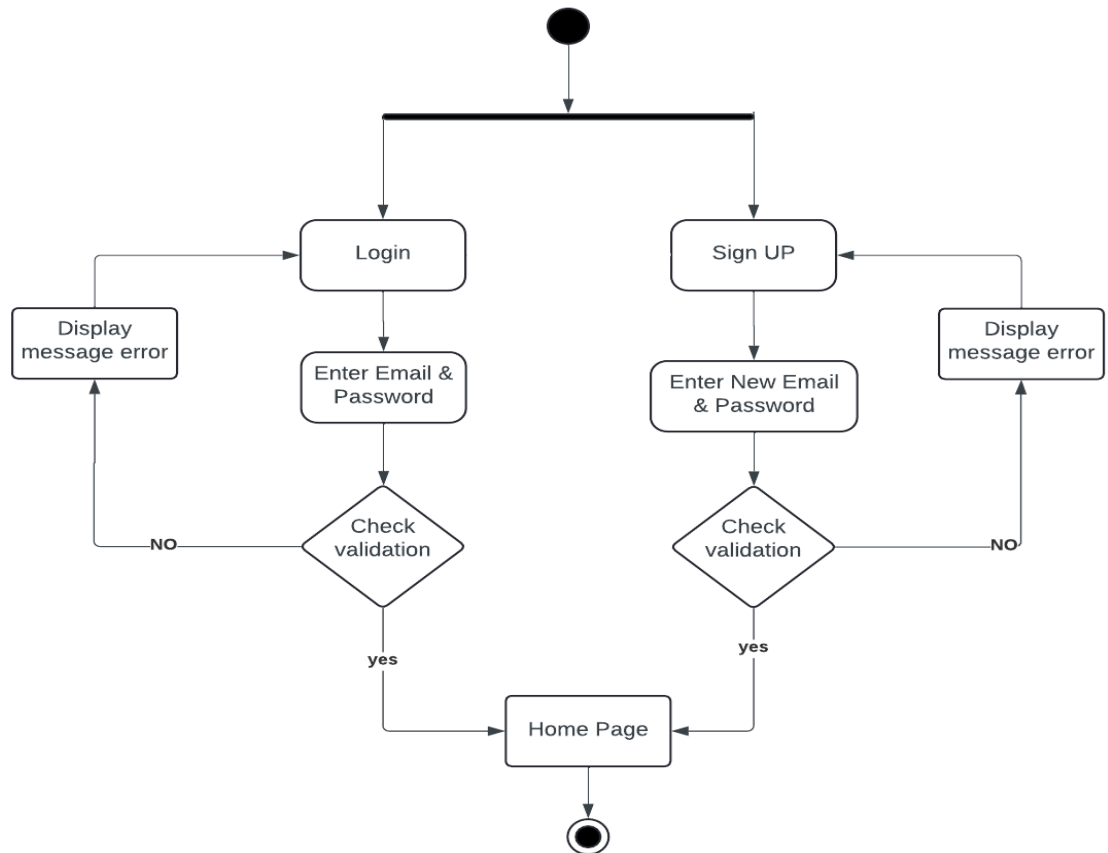 Login
Sign UP
Display
message error
Display
message error
Enter Email &
Password
Enter New Email
& Password
Check
validation
Check
validation
NO
NO
yes
yes
Home Page